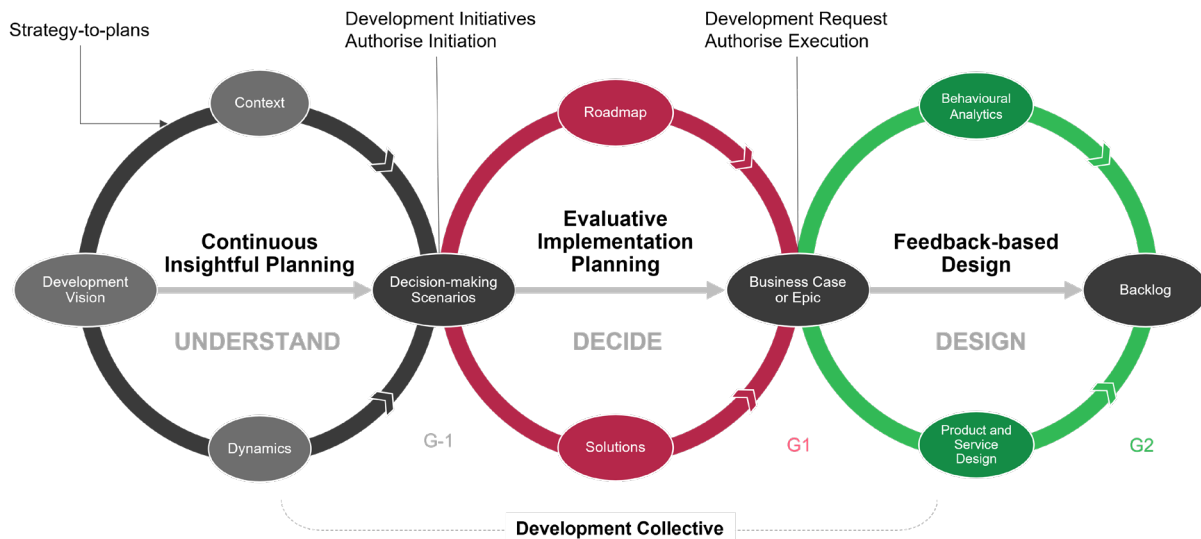 Strategy-to-plans
Development Initiatives
Authorise Initiation
Development Request
Authorise Execution
Context
Roadmap
Behavioural
Analytics
Continuous
Insightful Planning
Evaluative
Implementation
Planning
Feedback-based
Design
Development
Vision
Decision-making
Scenarios
Business Case
or Epic
Backlog
UNDERSTAND
DECIDE
DESIGN
Dynamics
G-1
Solutions
G1
Product and
Service
Design
G2
Development Collective